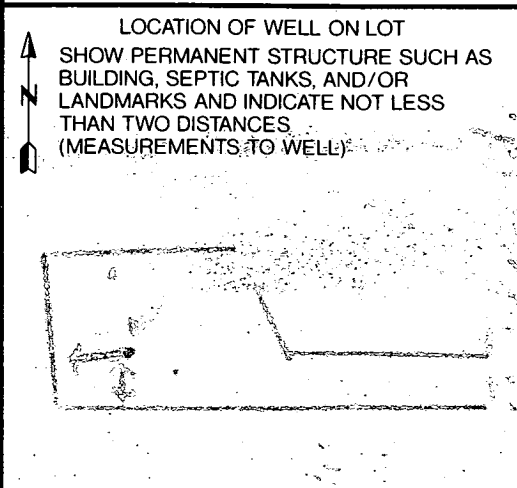 LOCATION OF WELL ON LOT
SHOW PERMANENT STRUCTURE SUCH AS
BUILDING, SEPTIC TANKS, AND/OR
N
LANDMARKS AND INDICATE NOT LESS
THAN TWO DISTANCES
(MEASUREMENTS TO WELL)